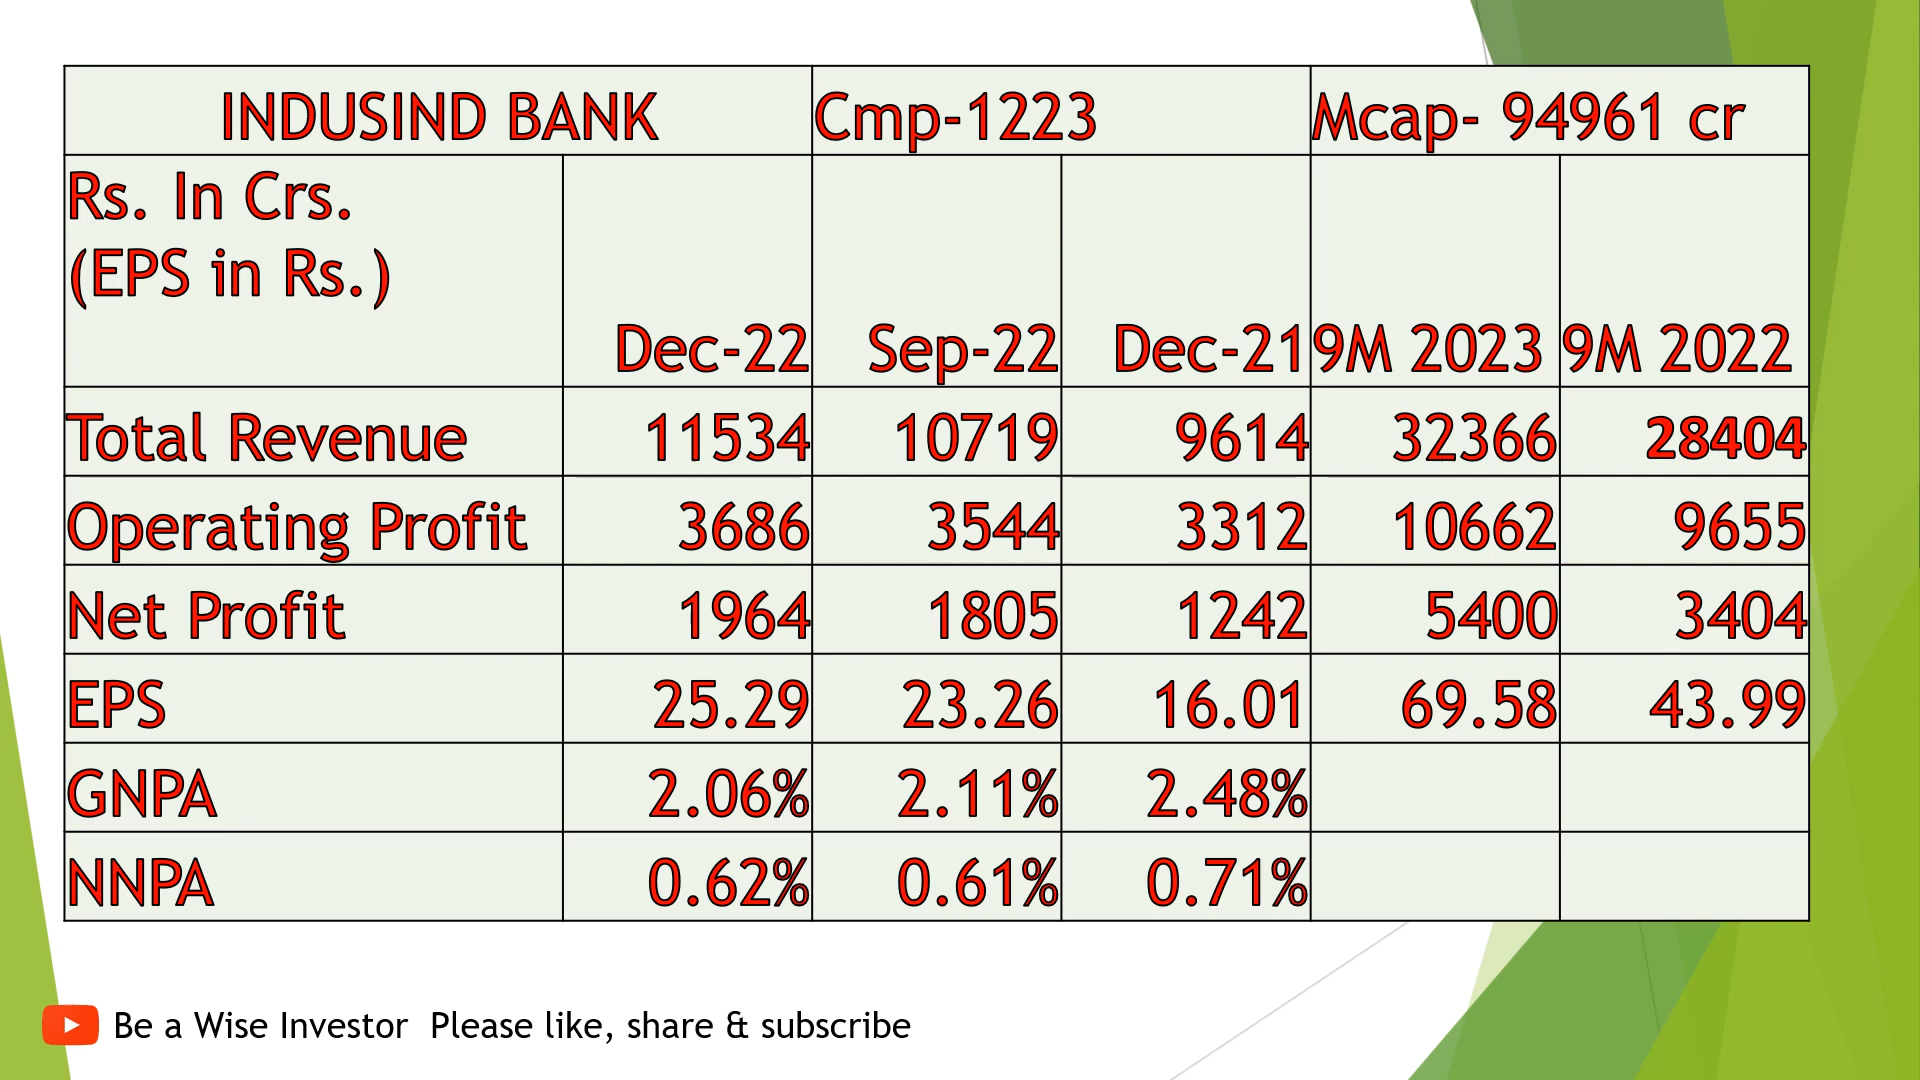 INDUSIND BANK Cmp-1223 Mcap- 94961 cr
Rs. In Crs.
(EPS in Rs.)
Dec-22 Sep-22 Dec-21 9M 2023 9M 2022
Total Revenue 11534 10719 9614 32366 28404
Operating Profit 3686 3544 3312 10662 9655
Net Profit 1964 1805 1242 5400 3404
EPS 25.29 23.26 16.01 69.58 43.99
GNPA 2.06% 2.11% 2.48%
NNPA 0.62% 0.61% 0.71%
Be a Wise Investor Please like, share & subscribe